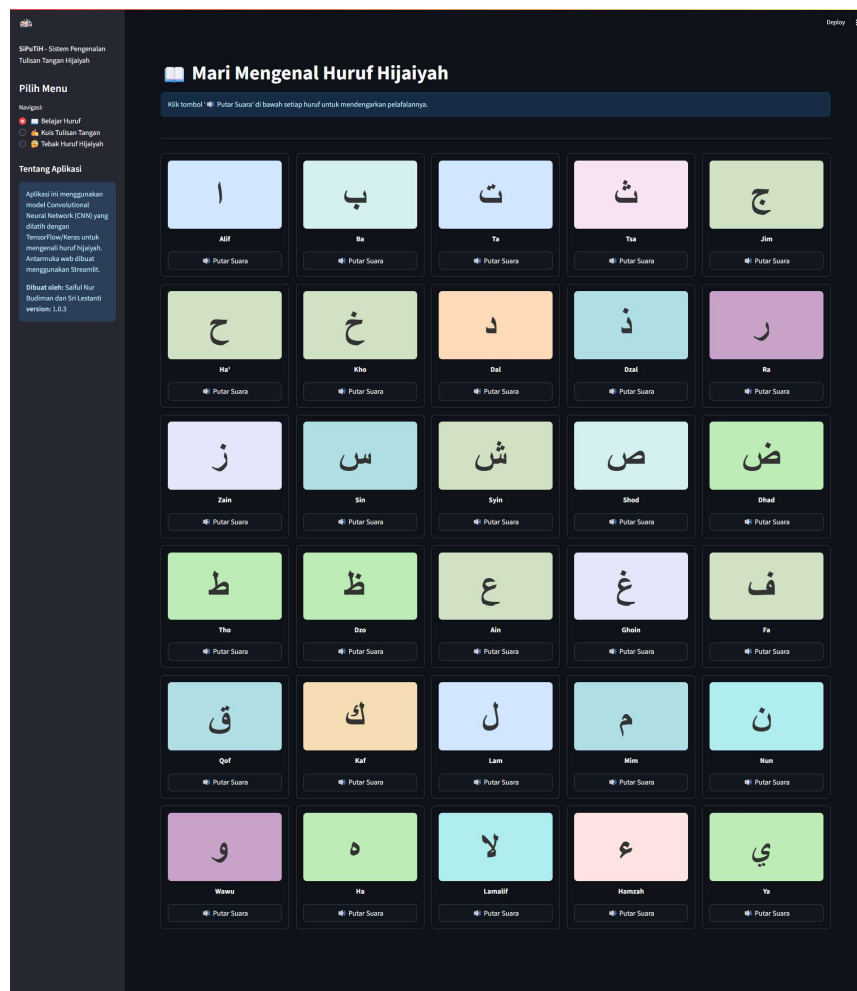 Deploy
SiPuTiH - Sistem Pengenalan
Tulisan Tangan Hijaiyah
Pilih Menu
Navigasi:
📖 Belajar Huruf
✍️ Kuis Tulisan Tangan
🤔 Tebak Huruf Hijaiyah
Tentang Aplikasi
Aplikasi ini menggunakan
model Convolutional
Neural Network (CNN) yang
dilatih dengan
TensorFlow/Keras untuk
mengenali huruf hijaiyah.
Antarmuka web dibuat
menggunakan Streamlit.
Dibuat oleh: Saiful Nur
Budiman dan Sri Lestanti
version: 1.0.3
📖 Mari Mengenal Huruf Hijaiyah
Klik tombol '🔊 Putar Suara' di bawah setiap huruf untuk mendengarkan pelafalannya.
ا ب ت ث ج
Alif Ba Ta Tsa Jim
🔊 Putar Suara 🔊 Putar Suara 🔊 Putar Suara 🔊 Putar Suara 🔊 Putar Suara
ح خ د ذ ر
Ha' Kho Dal Dzal Ra
🔊 Putar Suara 🔊 Putar Suara 🔊 Putar Suara 🔊 Putar Suara 🔊 Putar Suara
ز س ش ص ض
Zain Sin Syin Shod Dhad
🔊 Putar Suara 🔊 Putar Suara 🔊 Putar Suara 🔊 Putar Suara 🔊 Putar Suara
ط ظ ع غ ف
Tho Dzo Ain Ghoin Fa
🔊 Putar Suara 🔊 Putar Suara 🔊 Putar Suara 🔊 Putar Suara 🔊 Putar Suara
ق ك ل م ن
Qof Kaf Lam Mim Nun
🔊 Putar Suara 🔊 Putar Suara 🔊 Putar Suara 🔊 Putar Suara 🔊 Putar Suara
و ه لا ء ي
Wawu Ha Lamalif Hamzah Ya
🔊 Putar Suara 🔊 Putar Suara 🔊 Putar Suara 🔊 Putar Suara 🔊 Putar Suara